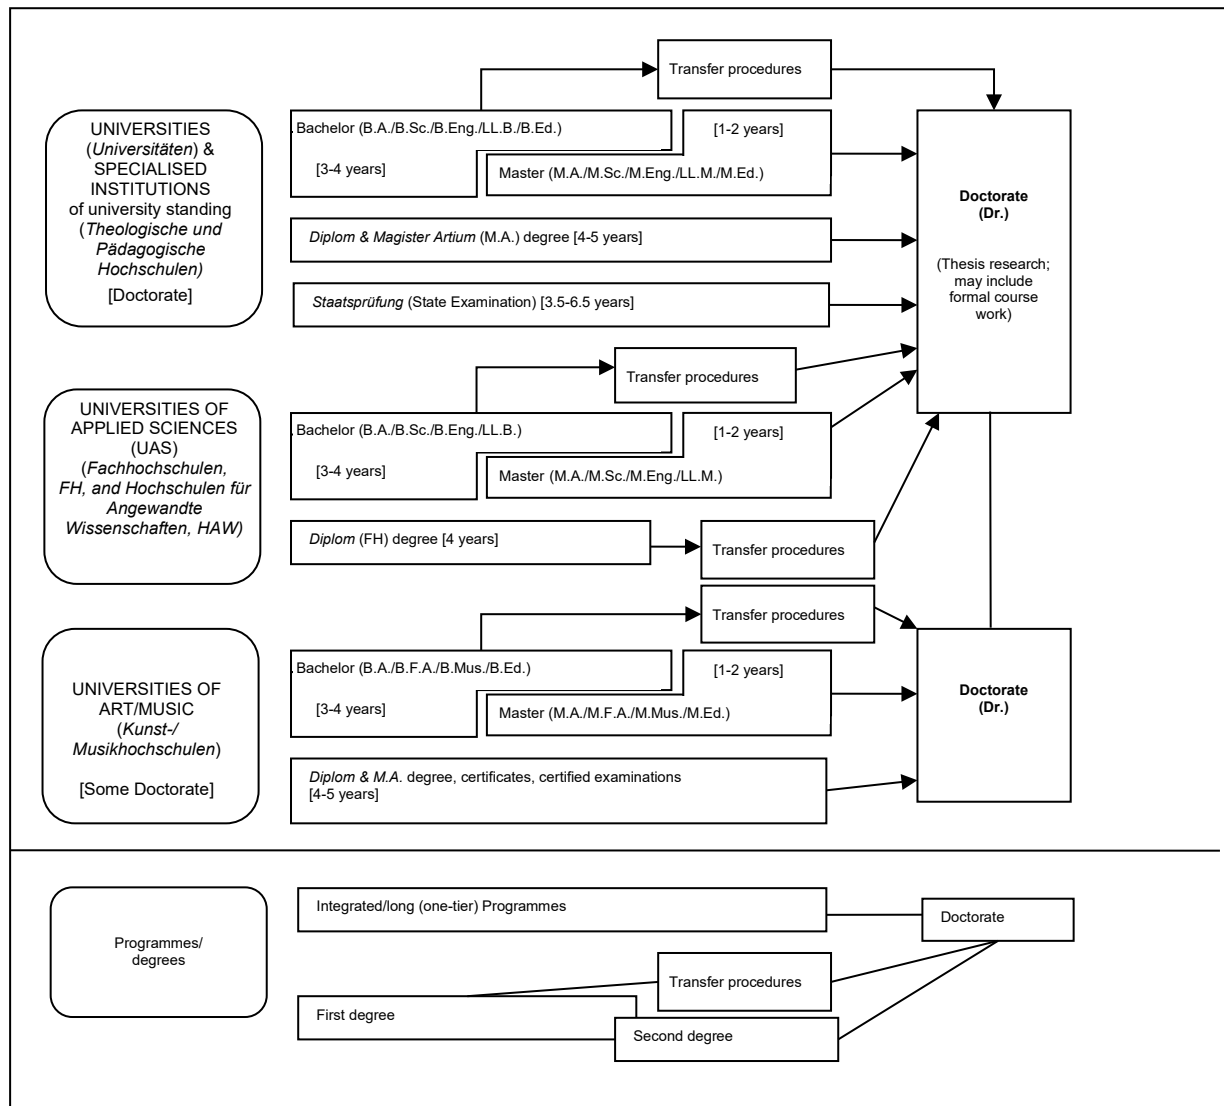 Transfer procedures
UNIVERSITIES
(Universitäten) &
SPECIALISED
INSTITUTIONS
of university standing
(Theologische und
Pädagogische
Hochschulen)
[Doctorate]
. Bachelor (B.A./B.Sc./B.Eng./LL.B./B.Ed.)
[1-2 years]
[3-4 years]
Master (M.A./M.Sc./M.Eng./LL.M./M.Ed.)
Diplom & Magister Artium (M.A.) degree [4-5 years]
Staatsprüfung (State Examination) [3.5-6.5 years]
Doctorate
(Dr.)
(Thesis research;
may include
formal course
work)
Transfer procedures
UNIVERSITIES OF
APPLIED SCIENCES
(UAS)
(Fachhochschulen,
FH, and Hochschulen für
Angewandte
Wissenschaften, HAW)
. Bachelor (B.A./B.Sc./B.Eng./LL.B.)
[1-2 years]
[3-4 years]
Master (M.A./M.Sc./M.Eng./LL.M.)
Diplom (FH) degree [4 years]
Transfer procedures
Transfer procedures
UNIVERSITIES OF
ART/MUSIC
(Kunst-/
Musikhochschulen)
[Some Doctorate]
. Bachelor (B.A./B.F.A./B.Mus./B.Ed.)
[1-2 years]
[3-4 years]
Master (M.A./M.F.A./M.Mus./M.Ed.)
Diplom & M.A. degree, certificates, certified examinations
[4-5 years]
Doctorate
(Dr.)
Programmes/
degrees
Integrated/long (one-tier) Programmes
Doctorate
Transfer procedures
First degree
Second degree